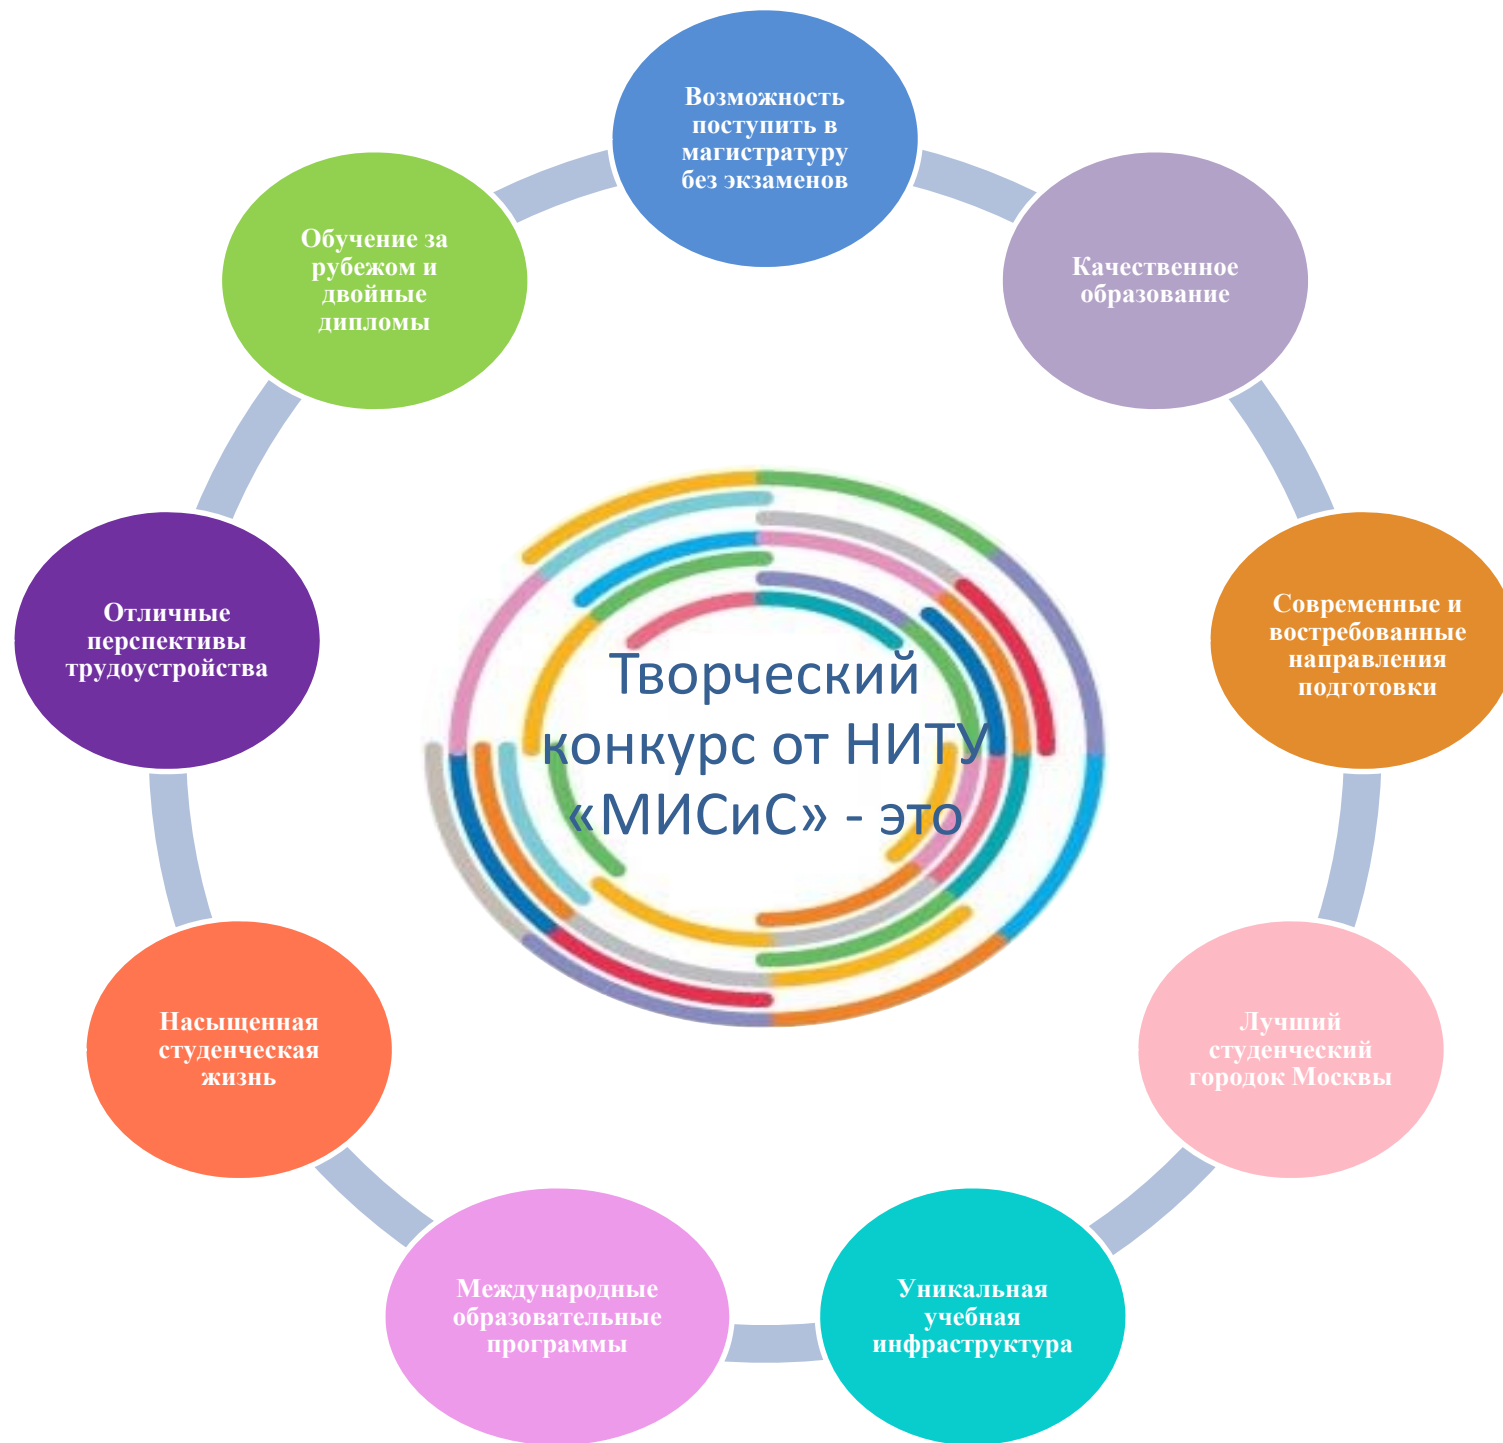 Возможность
поступить в
магистратуру
без экзаменов
Качественное
образование
Современные и
востребованные
направления
подготовки
Лучший
студенческий
городок Москвы
Уникальная
учебная
инфраструктура
Международные
образовательные
программы
Насыщенная
студенческая
жизнь
Отличные
перспективы
трудоустройства
Обучение за
рубежом и
двойные
дипломы
Творческий
конкурс от НИТУ
«МИСиС» - это